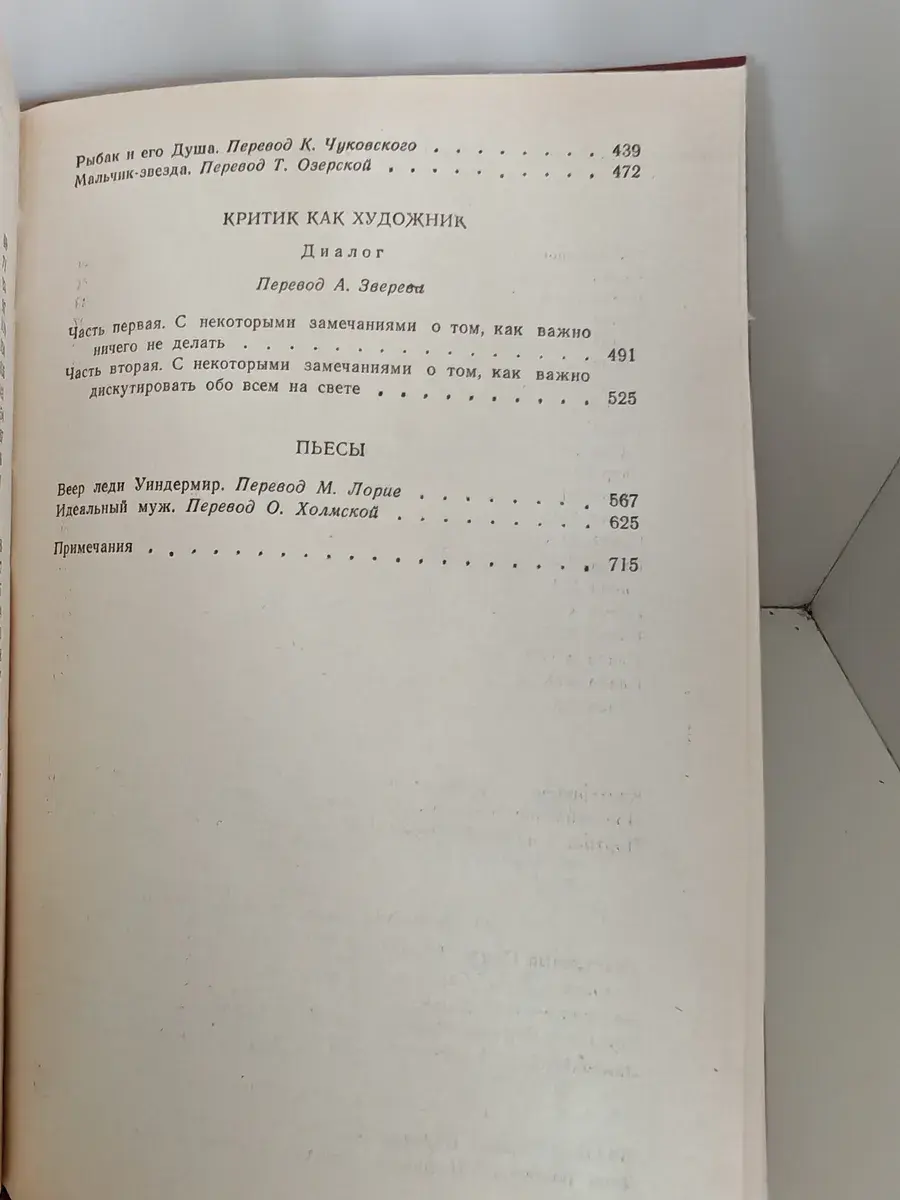 Рыбак и его Душа. Перевод К. Чуковского . . . . . . . . 439
Мальчик-звезда. Перевод Т. Озерской . . . . . . . . . . 472
КРИТИК КАК ХУДОЖНИК
Диалог
Перевод А. Зверева
Часть первая. С некоторыми замечаниями о том, как важно
ничего не делать . . . . . . . . . . . . . . . 491
Часть вторая. С некоторыми замечаниями о том, как важно
дискутировать обо всем на свете . . . . . . . . . . 525
ПЬЕСЫ
Веер леди Уиндермир. Перевод М. Лорие . . . . . . . 567
Идеальный муж. Перевод О. Холмской . . . . . . . . . 625
Примечания . . . . . . . . . . . . . . . . . . . . 715